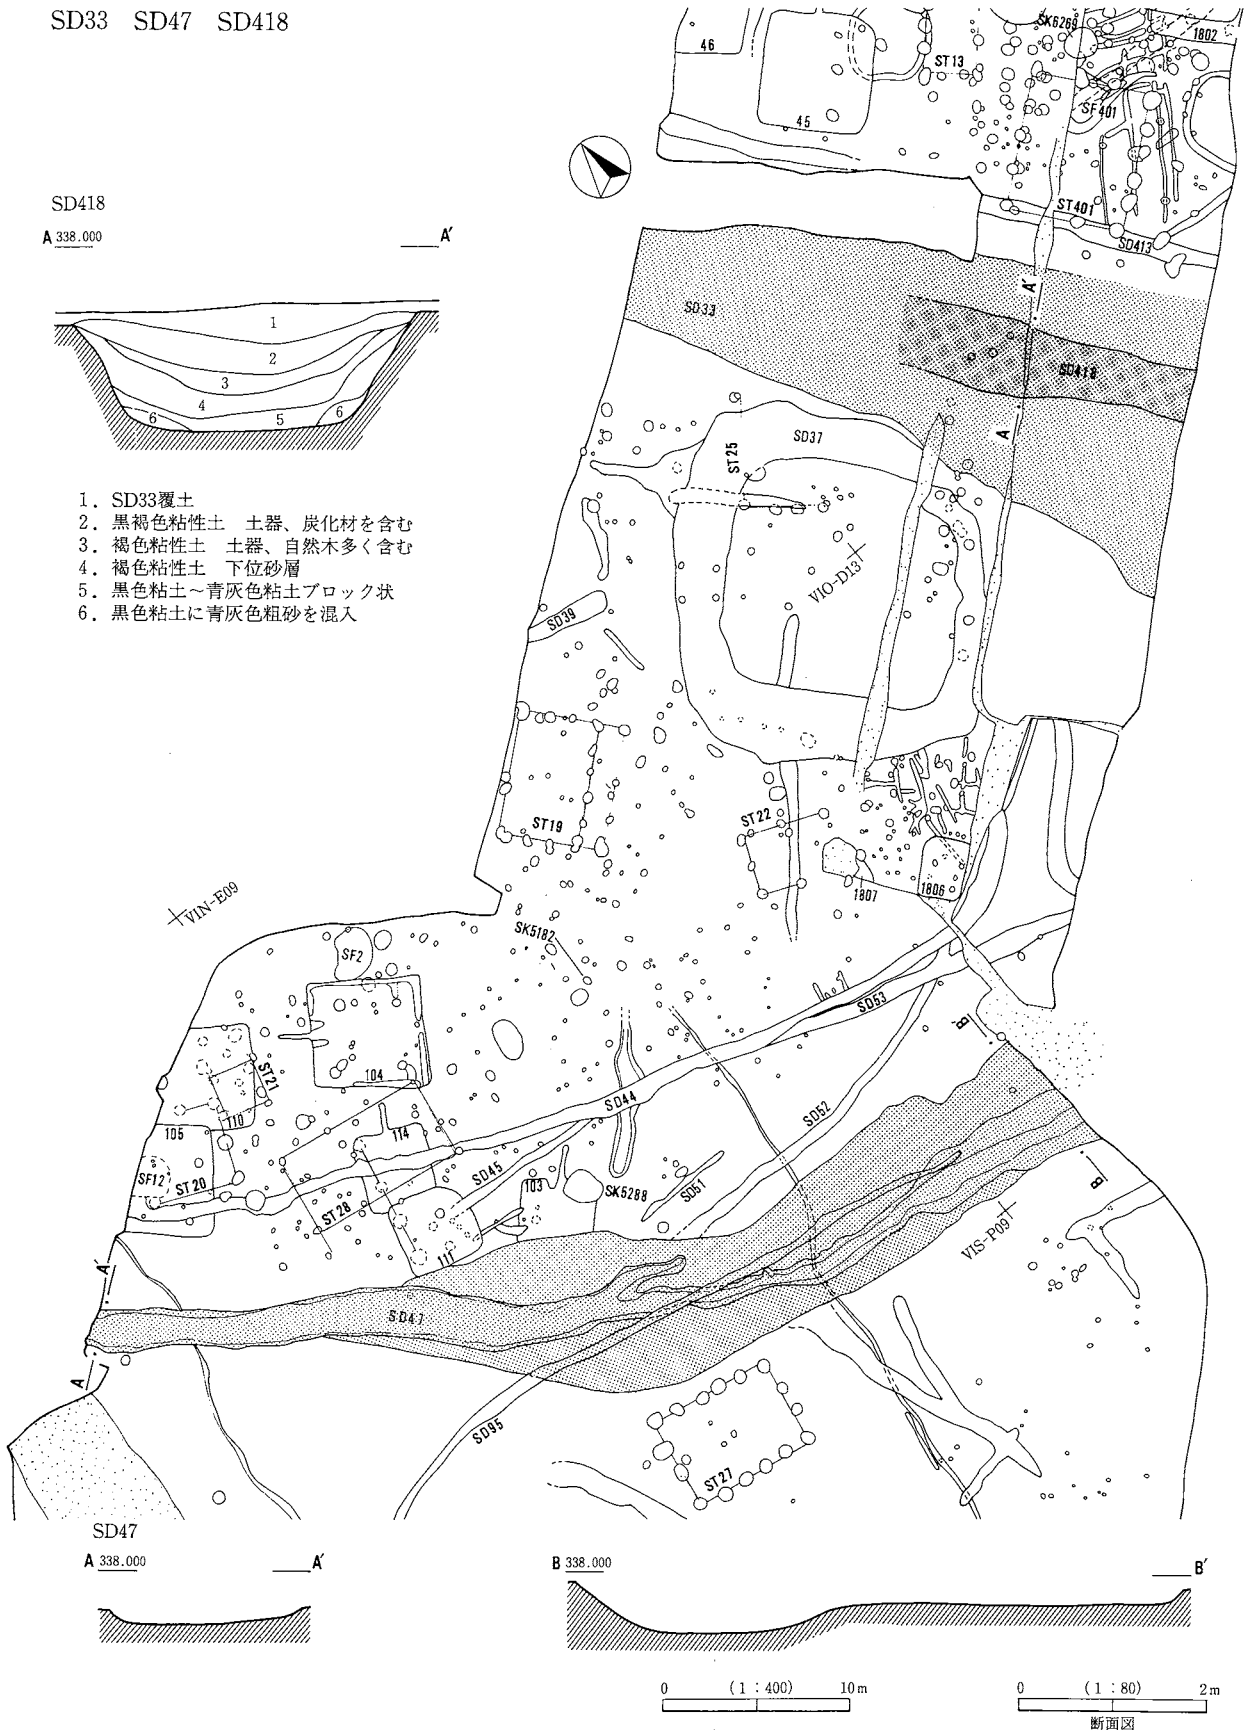 SD33 SD47 SD418
SD418
A 338.000 A′
1
2
3
4
5
6
6
1. SD33覆土
2. 黒褐色粘性土 土器、炭化材を含む
3. 褐色粘性土 土器、自然木多く含む
4. 褐色粘性土 下位砂層
5. 黒色粘土~青灰色粘土ブロック状
6. 黒色粘土に青灰色粗砂を混入
46
45
ST13
SK6269
1802
SF401
ST401
SD413
A′
SD33
SD418
A
SD37
ST25
VIO-D13
SD39
ST19
ST22
1807
1806
VIN-E09
SF2
SK5182
SD53
B′
104
ST21
110
105
SD44
SD52
114
SD45
SF12
ST20
103
SK5288
SD51
ST28
111
B
VIS-P09
A′
SD47
A
SD95
ST27
SD47
A 338.000 A′
B 338.000 B′
0 (1:400) 10m
0 (1:80) 2m
断面図